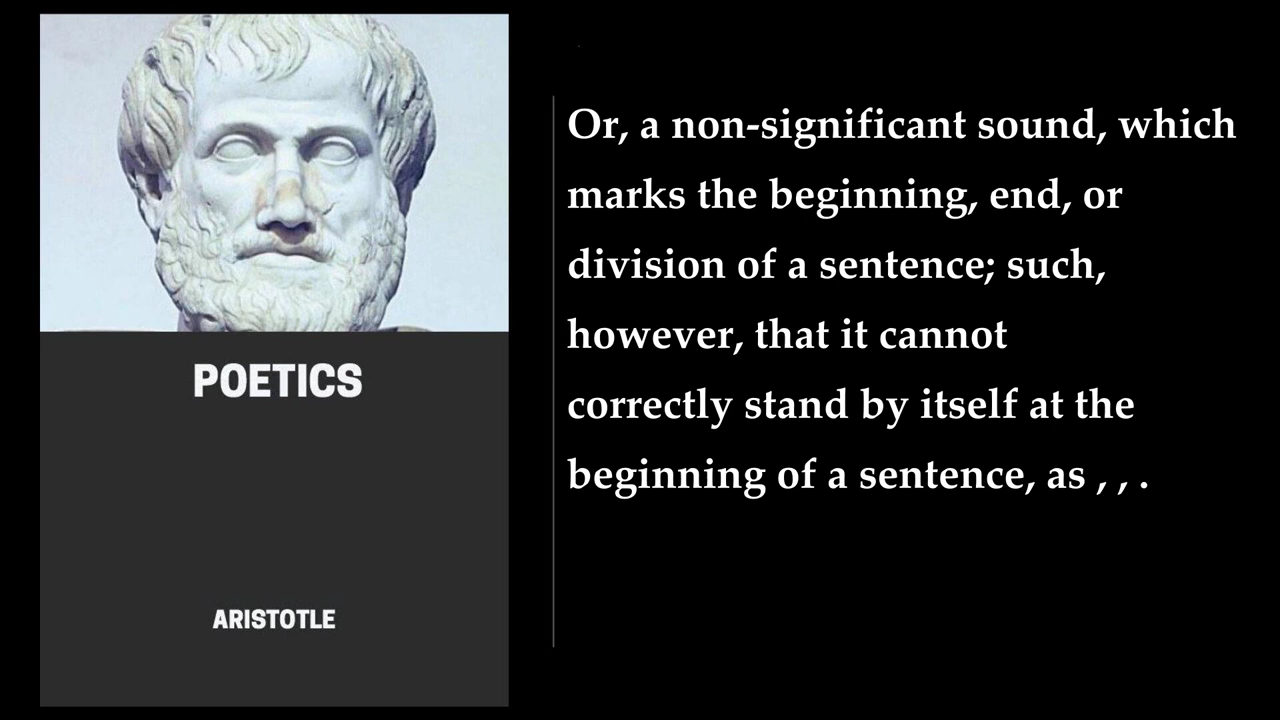 POETICS
ARISTOTLE
Or, a non-significant sound, which
marks the beginning, end, or
division of a sentence; such,
however, that it cannot
correctly stand by itself at the
beginning of a sentence, as , , .